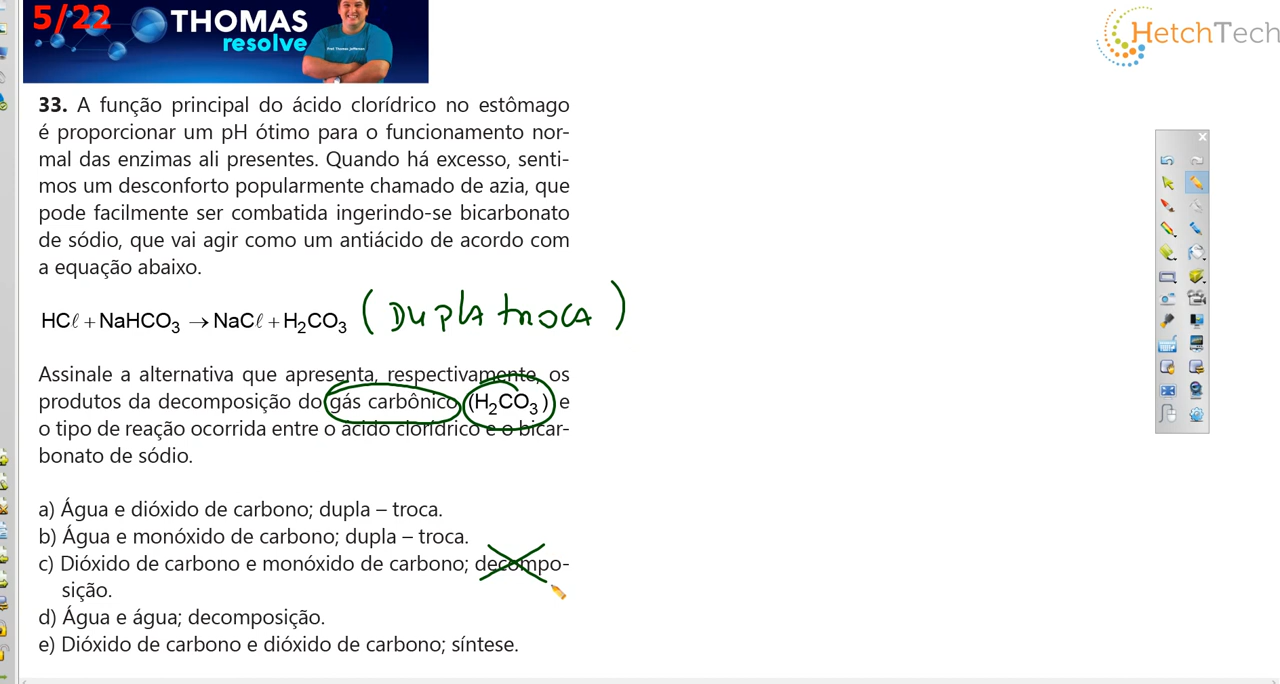 5/22
THOMAS
resolve
Prof. Thomas Jefferson
HetchTech
33. A função principal do ácido clorídrico no estômago
é proporcionar um pH ótimo para o funcionamento nor-
mal das enzimas ali presentes. Quando há excesso, senti-
mos um desconforto popularmente chamado de azia, que
pode facilmente ser combatida ingerindo-se bicarbonato
de sódio, que vai agir como um antiácido de acordo com
a equação abaixo.
HCℓ + NaHCO₃ → NaCℓ + H₂CO₃ (Dupla troca)
Assinale a alternativa que apresenta, respectivamente, os
produtos da decomposição do gás carbônico (H₂CO₃) e
o tipo de reação ocorrida entre o ácido clorídrico e o bicar-
bonato de sódio.
a) Água e dióxido de carbono; dupla – troca.
b) Água e monóxido de carbono; dupla – troca.
c) Dióxido de carbono e monóxido de carbono; decompo-
sição.
d) Água e água; decomposição.
e) Dióxido de carbono e dióxido de carbono; síntese.